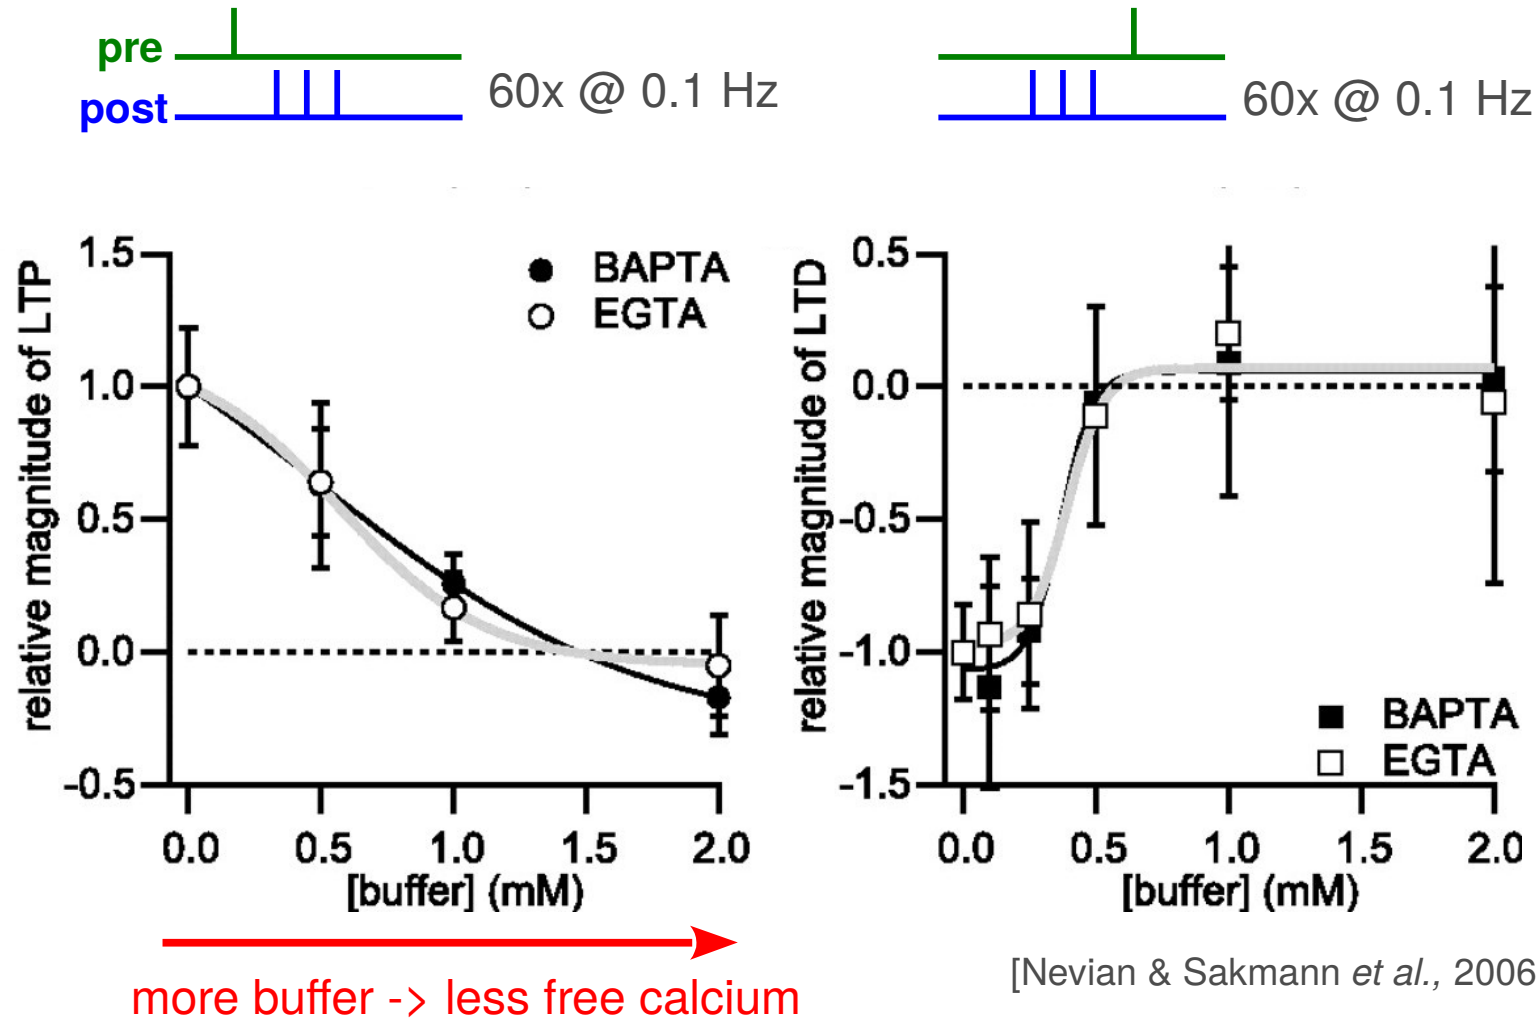 pre
post
60x @ 0.1 Hz
60x @ 0.1 Hz
relative magnitude of LTP
1.5
1.0
0.5
0.0
-0.5
BAPTA
EGTA
0.0 0.5 1.0 1.5 2.0
[buffer] (mM)
relative magnitude of LTD
0.5
0.0
-0.5
-1.0
-1.5
BAPTA
EGTA
0.0 0.5 1.0 1.5 2.0
[buffer] (mM)
more buffer -> less free calcium
[Nevian & Sakmann et al., 2006